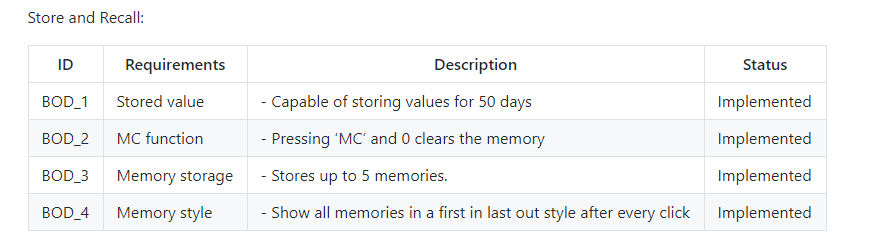 Store and Recall:
ID Requirements Description Status
BOD_1 Stored value - Capable of storing values for 50 days Implemented
BOD_2 MC function - Pressing ‘MC’ and 0 clears the memory Implemented
BOD_3 Memory storage - Stores up to 5 memories. Implemented
BOD_4 Memory style - Show all memories in a first in last out style after every click Implemented